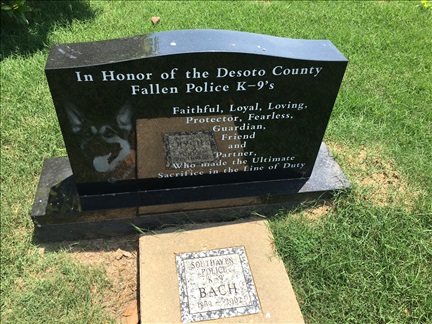 In Honor of the Desoto County
Fallen Police K-9's
Faithful, Loyal, Loving,
Protector, Fearless,
Guardian,
Friend
and
Partner,
Who made the Ultimate
Sacrifice in the Line of Duty
SOUTHAVEN
POLICE
K-9
BACH